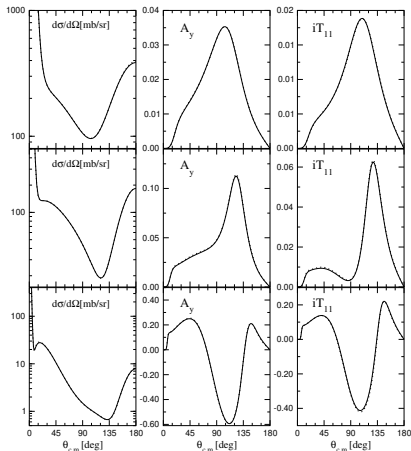 1000
dσ/dΩ[mb/sr]
100
0.04
A_y
0.03
0.01
0.00
0.02
iT_11
0.01
0.01
0.00
dσ/dΩ[mb/sr]
100
A_y
0.10
0.05
0.00
0.06
iT_11
0.04
0.02
0.00
100
dσ/dΩ[mb/sr]
10
1
0.40
A_y
0.20
0.00
-0.20
-0.40
-0.60
0.20
iT_11
0.00
-0.20
-0.40
0 45 90 135 180
0 45 90 135 180
0 45 90 135 180
θ_c.m. [deg]
θ_c.m. [deg]
θ_c.m. [deg]